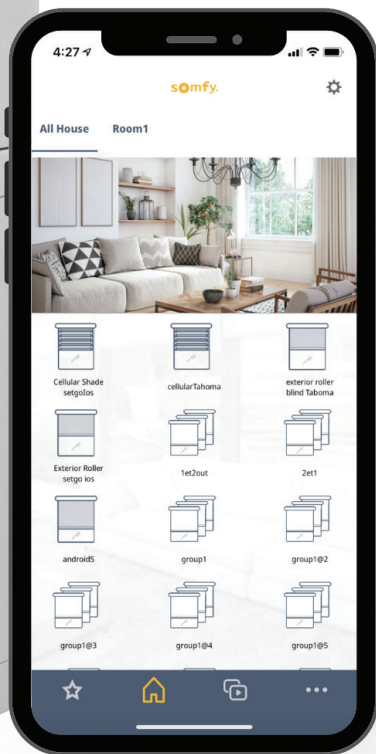 4:27
somfy.
All House Room1
Cellular Shade
setgoIos
cellularTahoma
exterior roller
blind Taboma
Exterior Roller
setgo ios
1et2out
2et1
android5
group1
group1@2
group1@3
group1@4
group1@5